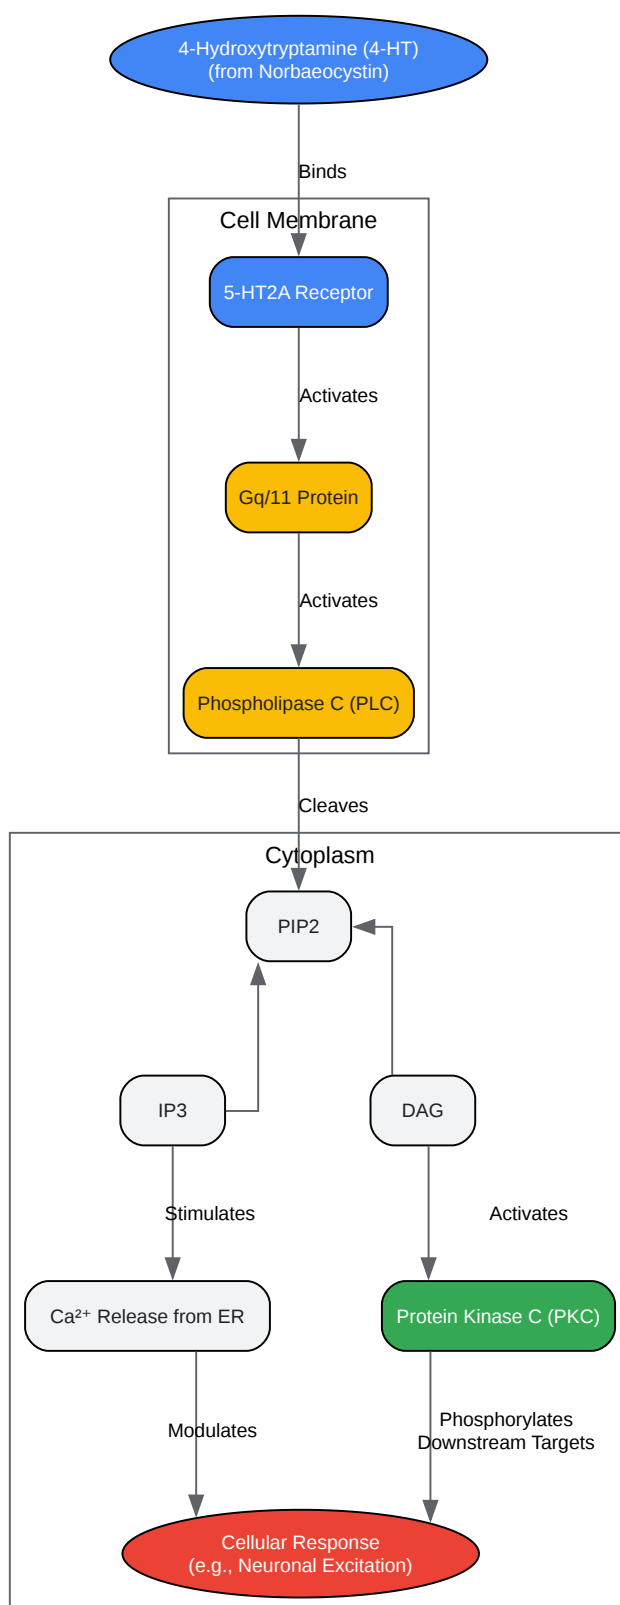 4-Hydroxytryptamine (4-HT)
(from Norbaeocystin)
Binds
Cell Membrane
5-HT2A Receptor
Activates
Gq/11 Protein
Activates
Phospholipase C (PLC)
Cleaves
Cytoplasm
PIP2
IP3
DAG
Stimulates
Activates
Ca²⁺ Release from ER
Protein Kinase C (PKC)
Modulates
Phosphorylates
Downstream Targets
Cellular Response
(e.g., Neuronal Excitation)